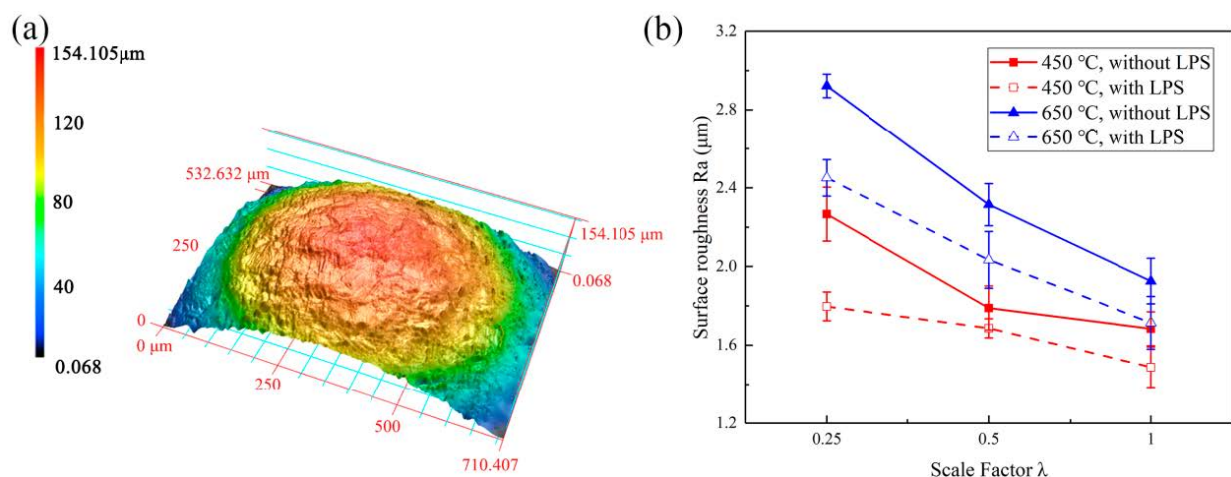 (a)
154.105μm
120
80
40
0.068
532.632 μm
250
0
0 μm
250
500
710.407
154.105 μm
0.068
(b)
3.2
2.8
2.4
2.0
1.6
1.2
Surface roughness Ra (μm)
450 ℃, without LPS
450 ℃, with LPS
650 ℃, without LPS
650 ℃, with LPS
0.25
0.5
1
Scale Factor λ